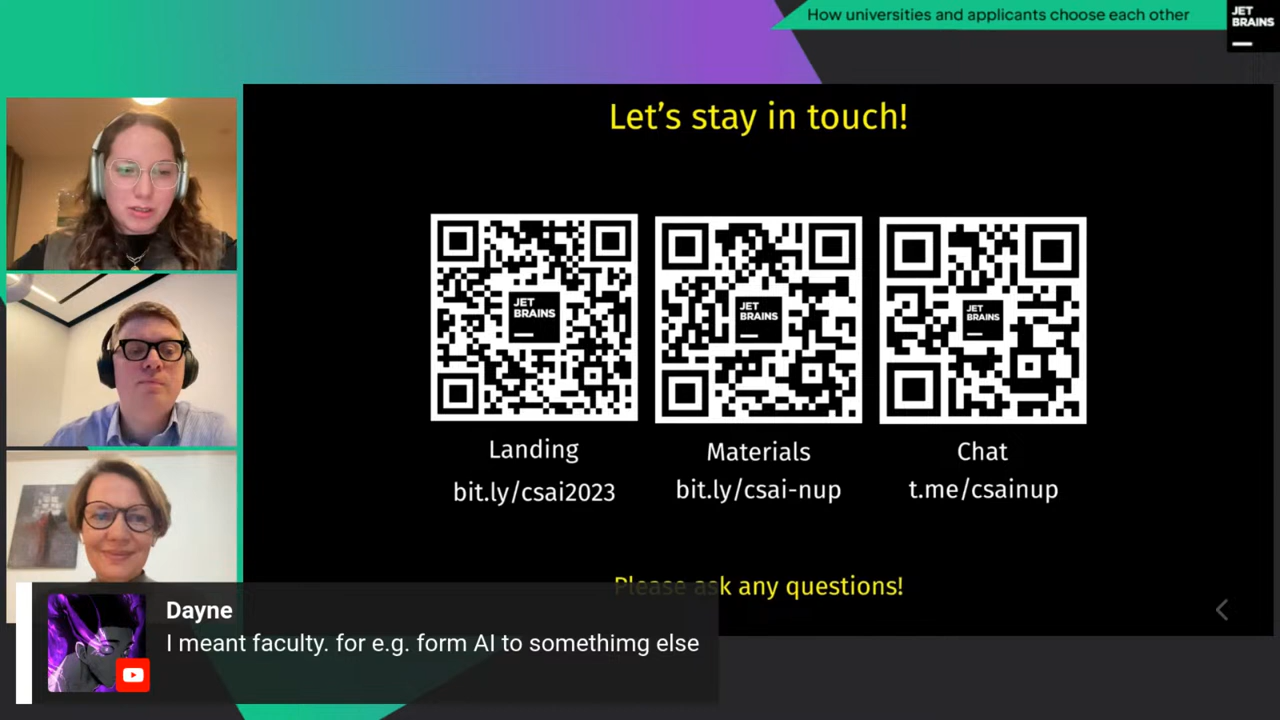 How universities and applicants choose each other
JET
BRAINS
Let's stay in touch!
JET
BRAINS
JET
BRAINS
JET
BRAINS
Landing
Materials
Chat
bit.ly/csai2023
bit.ly/csai-nup
t.me/csainup
Please ask any questions!
Dayne
I meant faculty. for e.g. form AI to somethimg else